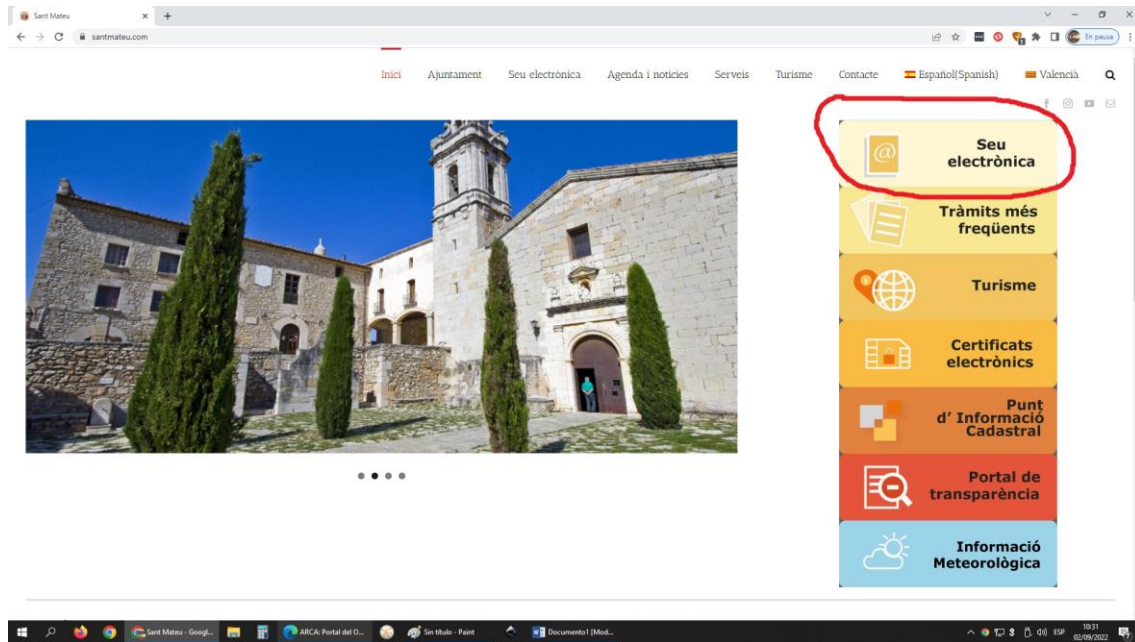 Sant Mateu
santmateu.com
En pausa
Inici Ajuntament Seu electrònica Agenda i noticies Serveis Turisme Contacte Español(Spanish) Valencià
@
Seu
electrònica
Tràmits més
freqüents
Turisme
Certificats
electrònics
Punt
d' Informació
Cadastral
Portal de
transparència
Informació
Meteorològica
Sant Mateu - Googl... ARCA: Portal del O... Sin título - Paint Documento1 [Mod... ESP 10:31
02/09/2022